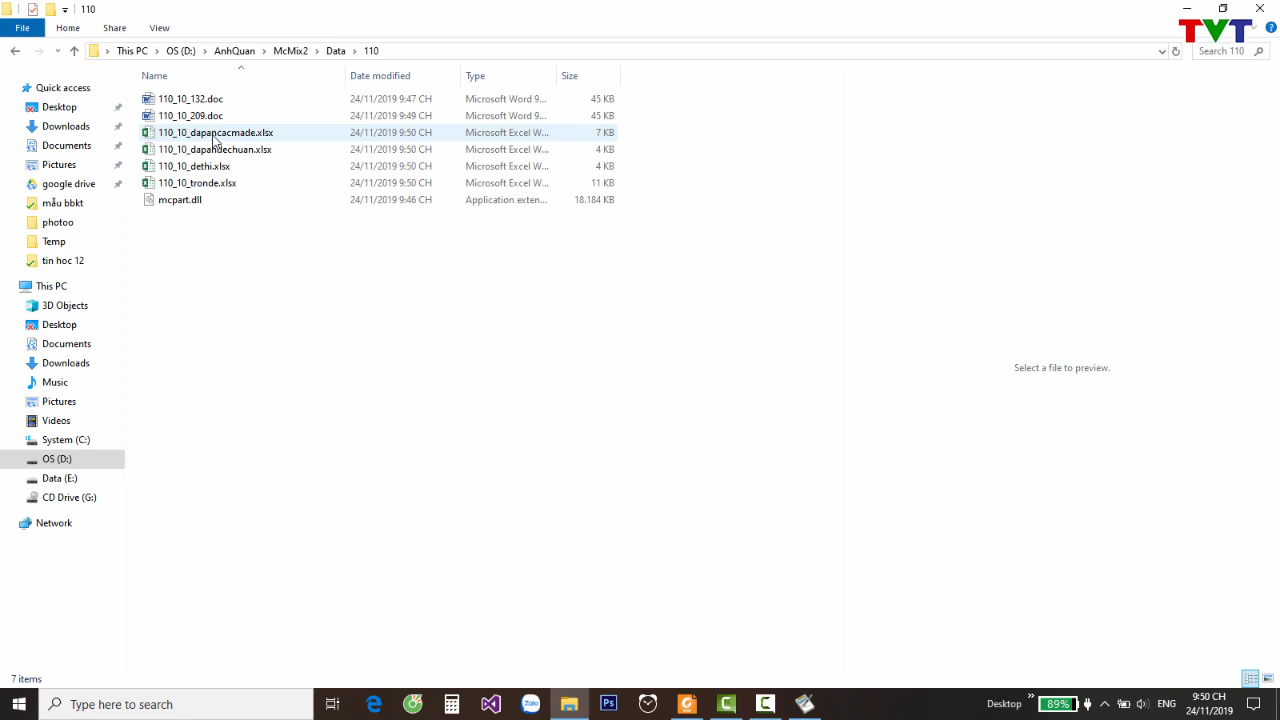 110
TVT
File Home Share View
This PC OS (D:) AnhQuan McMix2 Data 110 Search 110
Name Date modified Type Size
110_10_132.doc 24/11/2019 9:47 CH Microsoft Word 9... 45 KB
110_10_209.doc 24/11/2019 9:49 CH Microsoft Word 9... 45 KB
110_10_dapancacmade.xlsx 24/11/2019 9:50 CH Microsoft Excel W... 7 KB
24/11/2019 9:50 CH Microsoft Excel W... 4 KB
110_10_dethi.xlsx 24/11/2019 9:50 CH Microsoft Excel W... 4 KB
110_10_tronde.xlsx 24/11/2019 9:50 CH Microsoft Excel W... 11 KB
mcpart.dll 24/11/2019 9:46 CH Application exten... 18.184 KB
Quick access
Desktop
Downloads
Documents
Pictures
google drive
mẫu bbkt
photoo
Temp
tin hoc 12
This PC
3D Objects
Desktop
Documents
Downloads
Music
Pictures
Videos
System (C:)
OS (D:)
Data (E:)
CD Drive (G:)
Network
Select a file to preview.
7 items
Type here to search
Zalo
Ps
Desktop
89%
ENG
9:50 CH
24/11/2019